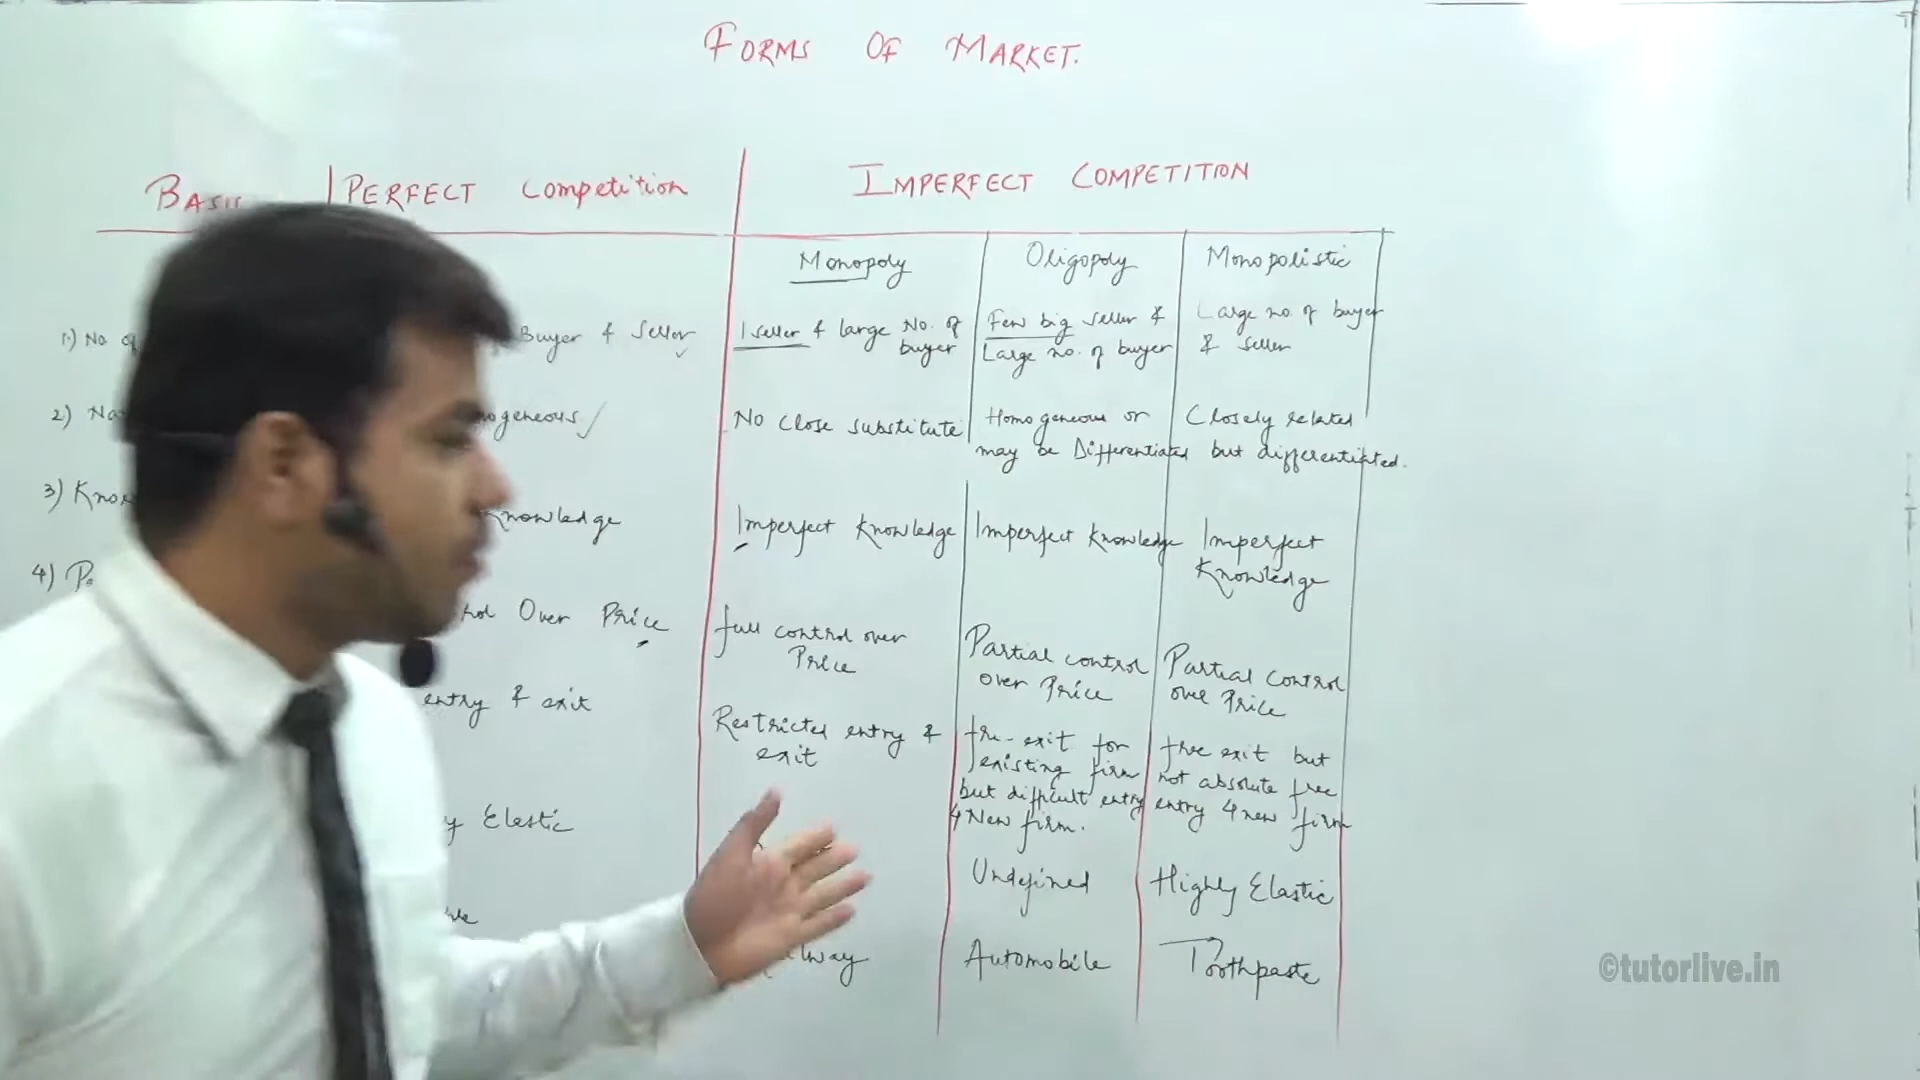 FORMS OF MARKET.
BASIS PERFECT Competition IMPERFECT COMPETITION
Monopoly Oligopoly Monopolistic
1.) No Buyer & Seller 1 seller & large No. of Few big seller & Large no. of buyer
buyer Large no. of buyer & seller
2) No close substitute Homogeneous or Closely related
may be Differentiated but differentiated.
3) Knowledge Imperfect Knowledge Imperfect Knowledge Imperfect
Knowledge
4)
Over Price full control over Partial control Partial control
Price over Price over Price
entry & exit Restricted entry & free exit for free exit but
exit existing firm not absolute free
but difficult entry entry 4 new firm
4 New firm.
Elastic
Undefined Highly Elastic
Automobile Toothpaste
©tutorlive.in